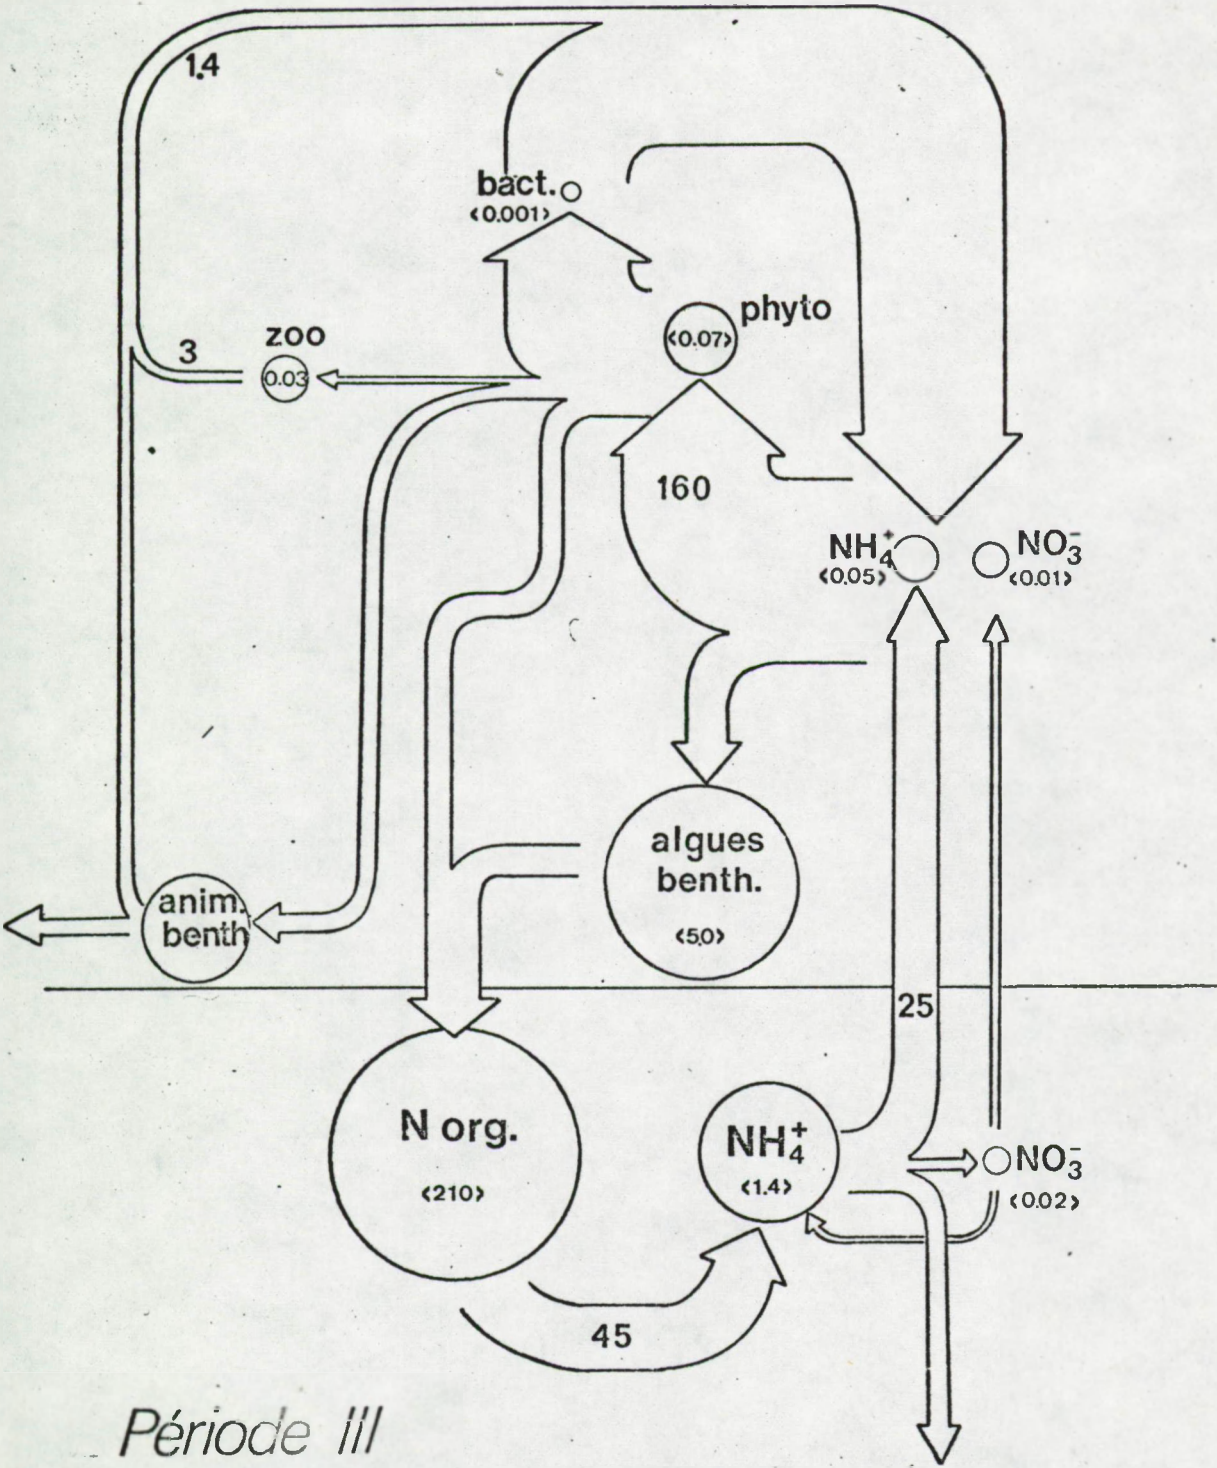 1.4
bact.
<0.001>
phyto
<0.07>
zoo
3
0.03
160
NH₄⁺
<0.05>
NO₃⁻
<0.01>
algues
benth.
<5.0>
anim.
benth
25
N org.
<210>
NH₄⁺
<1.4>
NO₃⁻
<0.02>
45
Période III